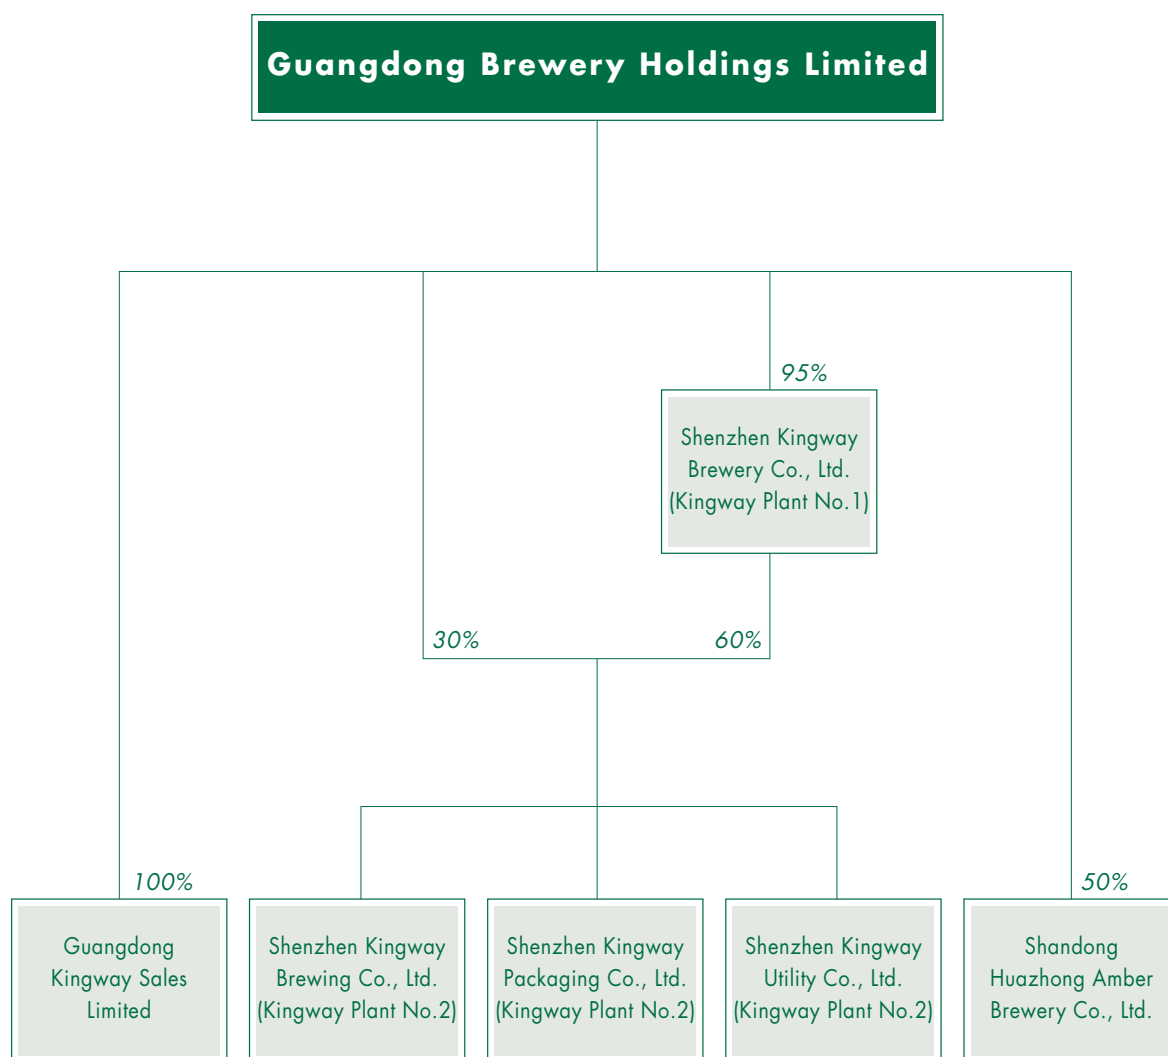 Guangdong Brewery Holdings Limited
95%
Shenzhen Kingway
Brewery Co., Ltd.
(Kingway Plant No.1)
30%
60%
100%
50%
Guangdong
Kingway Sales
Limited
Shenzhen Kingway
Brewing Co., Ltd.
(Kingway Plant No.2)
Shenzhen Kingway
Packaging Co., Ltd.
(Kingway Plant No.2)
Shenzhen Kingway
Utility Co., Ltd.
(Kingway Plant No.2)
Shandong
Huazhong Amber
Brewery Co., Ltd.